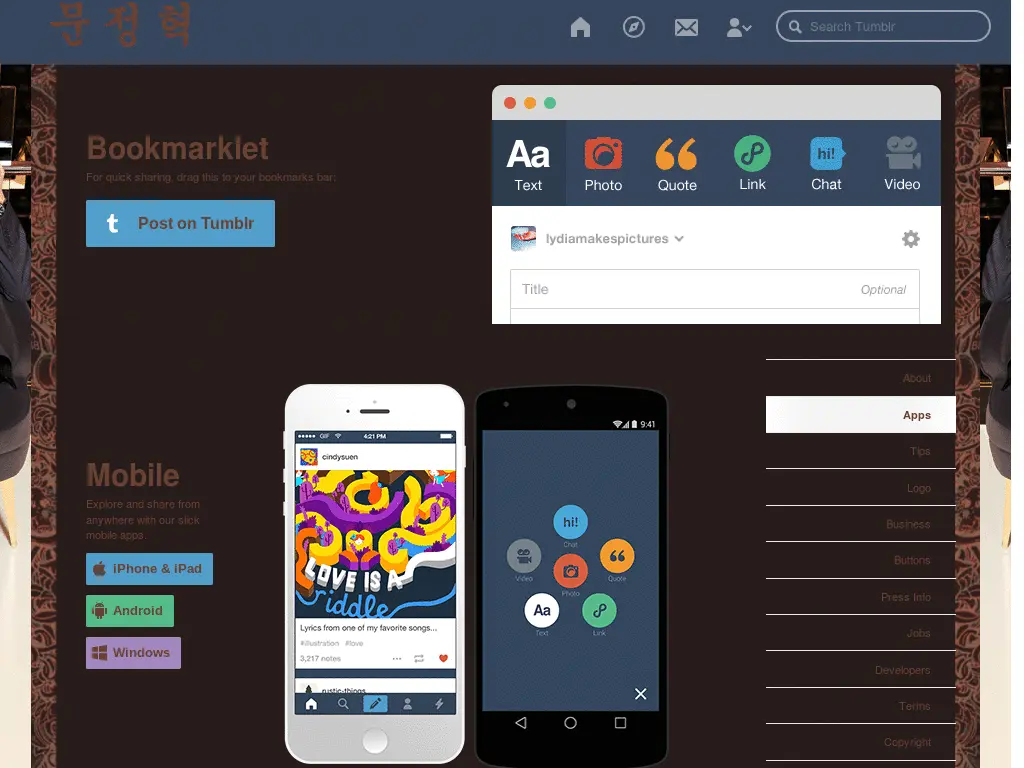 문 정 혁
Search Tumblr
Bookmarklet
For quick sharing, drag this to your bookmarks bar:
t Post on Tumblr
Aa
hi!
Text Photo Quote Link Chat Video
lydiamakespictures
Title Optional
About
Apps
Tips
Logo
Business
Buttons
Press Info
Jobs
Developers
Terms
Copyright
Mobile
Explore and share from
anywhere with our slick
mobile apps.
iPhone & iPad
Android
Windows
GIF 4:21 PM
cindysuen
LOVE IS A
riddle
Lyrics from one of my favorite songs...
#illustration #love
3,217 notes
rustic-things
9:41
hi!
Chat
Video
Quote
Photo
Aa
Text
Link